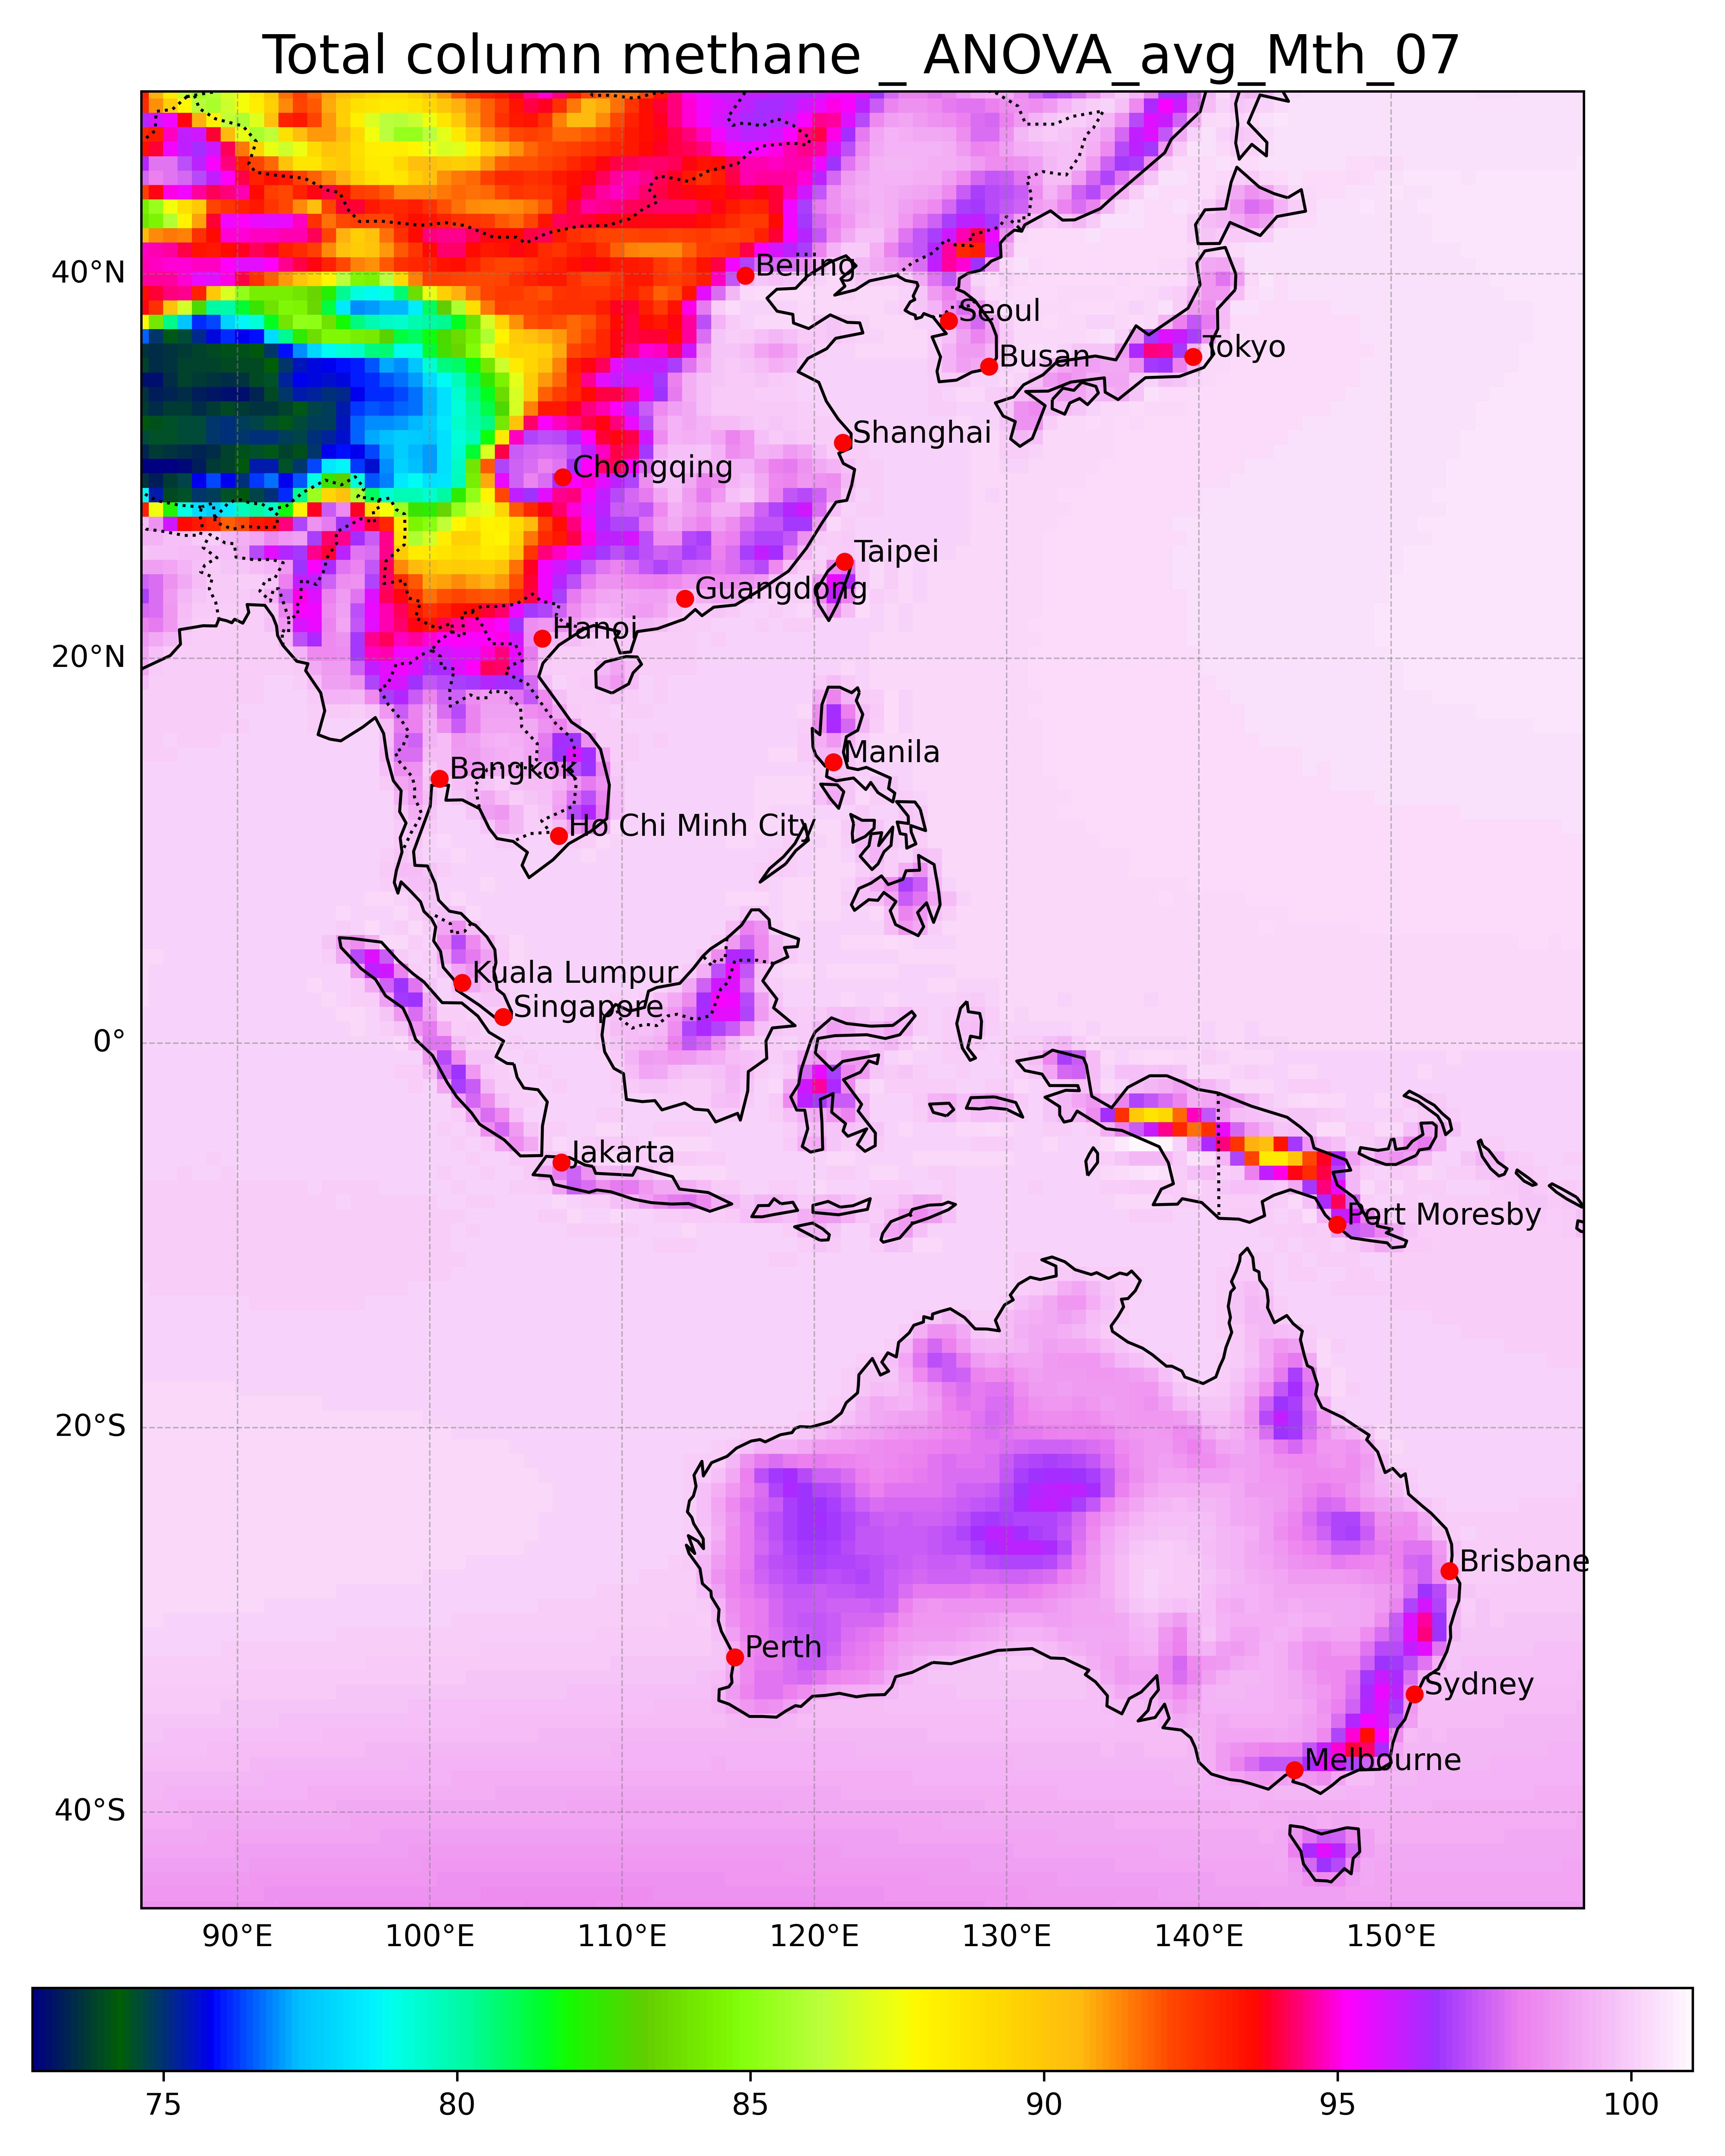 Total column methane _ ANOVA_avg_Mth_07
40°N
20°N
0°
20°S
40°S
Beijing
Seoul
Busan
Tokyo
Shanghai
Chongqing
Taipei
Guangdong
Hanoi
Manila
Bangkok
Ho Chi Minh City
Kuala Lumpur
Singapore
Jakarta
Port Moresby
Brisbane
Perth
Sydney
Melbourne
90°E 100°E 110°E 120°E 130°E 140°E 150°E
75 80 85 90 95 100